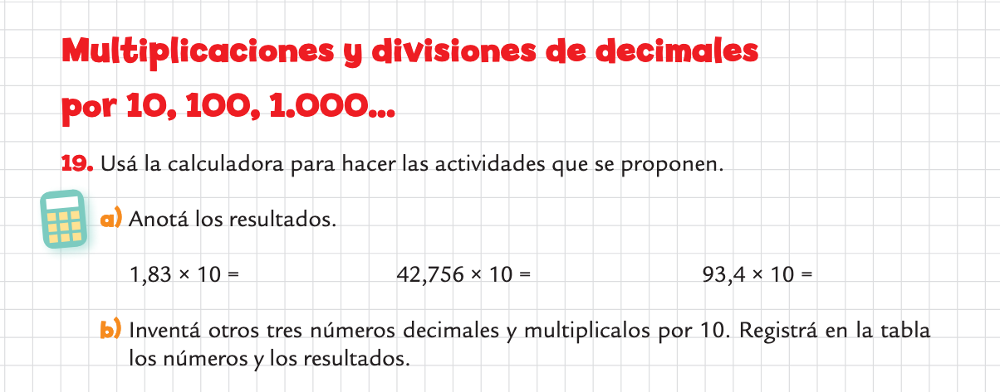 Multiplicaciones y divisiones de decimales
por 10, 100, 1.000...
19. Usá la calculadora para hacer las actividades que se proponen.
a) Anotá los resultados.
1,83 × 10 = 42,756 × 10 = 93,4 × 10 =
b) Inventá otros tres números decimales y multiplicalos por 10. Registrá en la tabla
los números y los resultados.